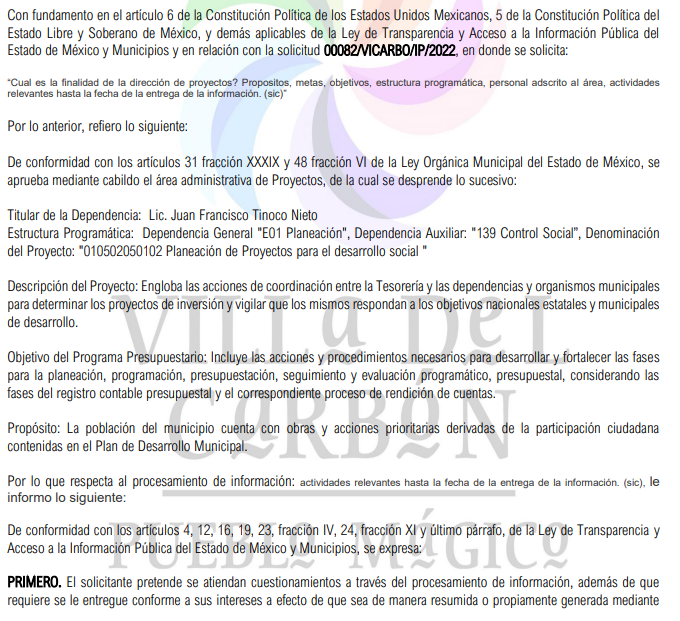 Con fundamento en el artículo 6 de la Constitución Política de los Estados Unidos Mexicanos, 5 de la Constitución Política del
Estado Libre y Soberano de México, y demás aplicables de la Ley de Transparencia y Acceso a la Información Pública del
Estado de México y Municipios y en relación con la solicitud 00082/VICARBO/IP/2022, en donde se solicita:
“Cual es la finalidad de la dirección de proyectos? Propositos, metas, objetivos, estructura programática, personal adscrito al área, actividades
relevantes hasta la fecha de la entrega de la información. (sic)”
Por lo anterior, refiero lo siguiente:
De conformidad con los artículos 31 fracción XXXIX y 48 fracción VI de la Ley Orgánica Municipal del Estado de México, se
aprueba mediante cabildo el área administrativa de Proyectos, de la cual se desprende lo sucesivo:
Titular de la Dependencia: Lic. Juan Francisco Tinoco Nieto
Estructura Programática: Dependencia General "E01 Planeación", Dependencia Auxiliar: "139 Control Social", Denominación
del Proyecto: "010502050102 Planeación de Proyectos para el desarrollo social "
Descripción del Proyecto: Engloba las acciones de coordinación entre la Tesorería y las dependencias y organismos municipales
para determinar los proyectos de inversión y vigilar que los mismos respondan a los objetivos nacionales estatales y municipales
de desarrollo.
Objetivo del Programa Presupuestario: Incluye las acciones y procedimientos necesarios para desarrollar y fortalecer las fases
para la planeación, programación, presupuestación, seguimiento y evaluación programático, presupuestal, considerando las
fases del registro contable presupuestal y el correspondiente proceso de rendición de cuentas.
Propósito: La población del municipio cuenta con obras y acciones prioritarias derivadas de la participación ciudadana
contenidas en el Plan de Desarrollo Municipal.
Por lo que respecta al procesamiento de información: actividades relevantes hasta la fecha de la entrega de la información. (sic), le
informo lo siguiente:
De conformidad con los artículos 4, 12, 16, 19, 23, fracción IV, 24, fracción XI y último párrafo, de la Ley de Transparencia y
Acceso a la Información Pública del Estado de México y Municipios, se expresa:
PRIMERO. El solicitante pretende se atiendan cuestionamientos a través del procesamiento de información, además de que
requiere se le entregue conforme a sus intereses a efecto de que sea de manera resumida o propiamente generada mediante
VILLa DeL
CaRBóN
PUEBLo MáGICo